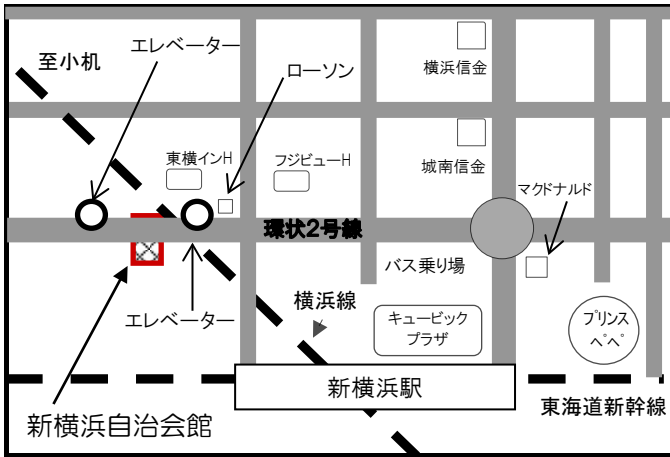 エレベーター
至小机
横浜信金
ローソン
東横インH
フジビューH
城南信金
マクドナルド
環状2号線
バス乗り場
エレベーター
横浜線
キュービック
プラザ
プリンス
ペペ
新横浜駅
東海道新幹線
新横浜自治会館